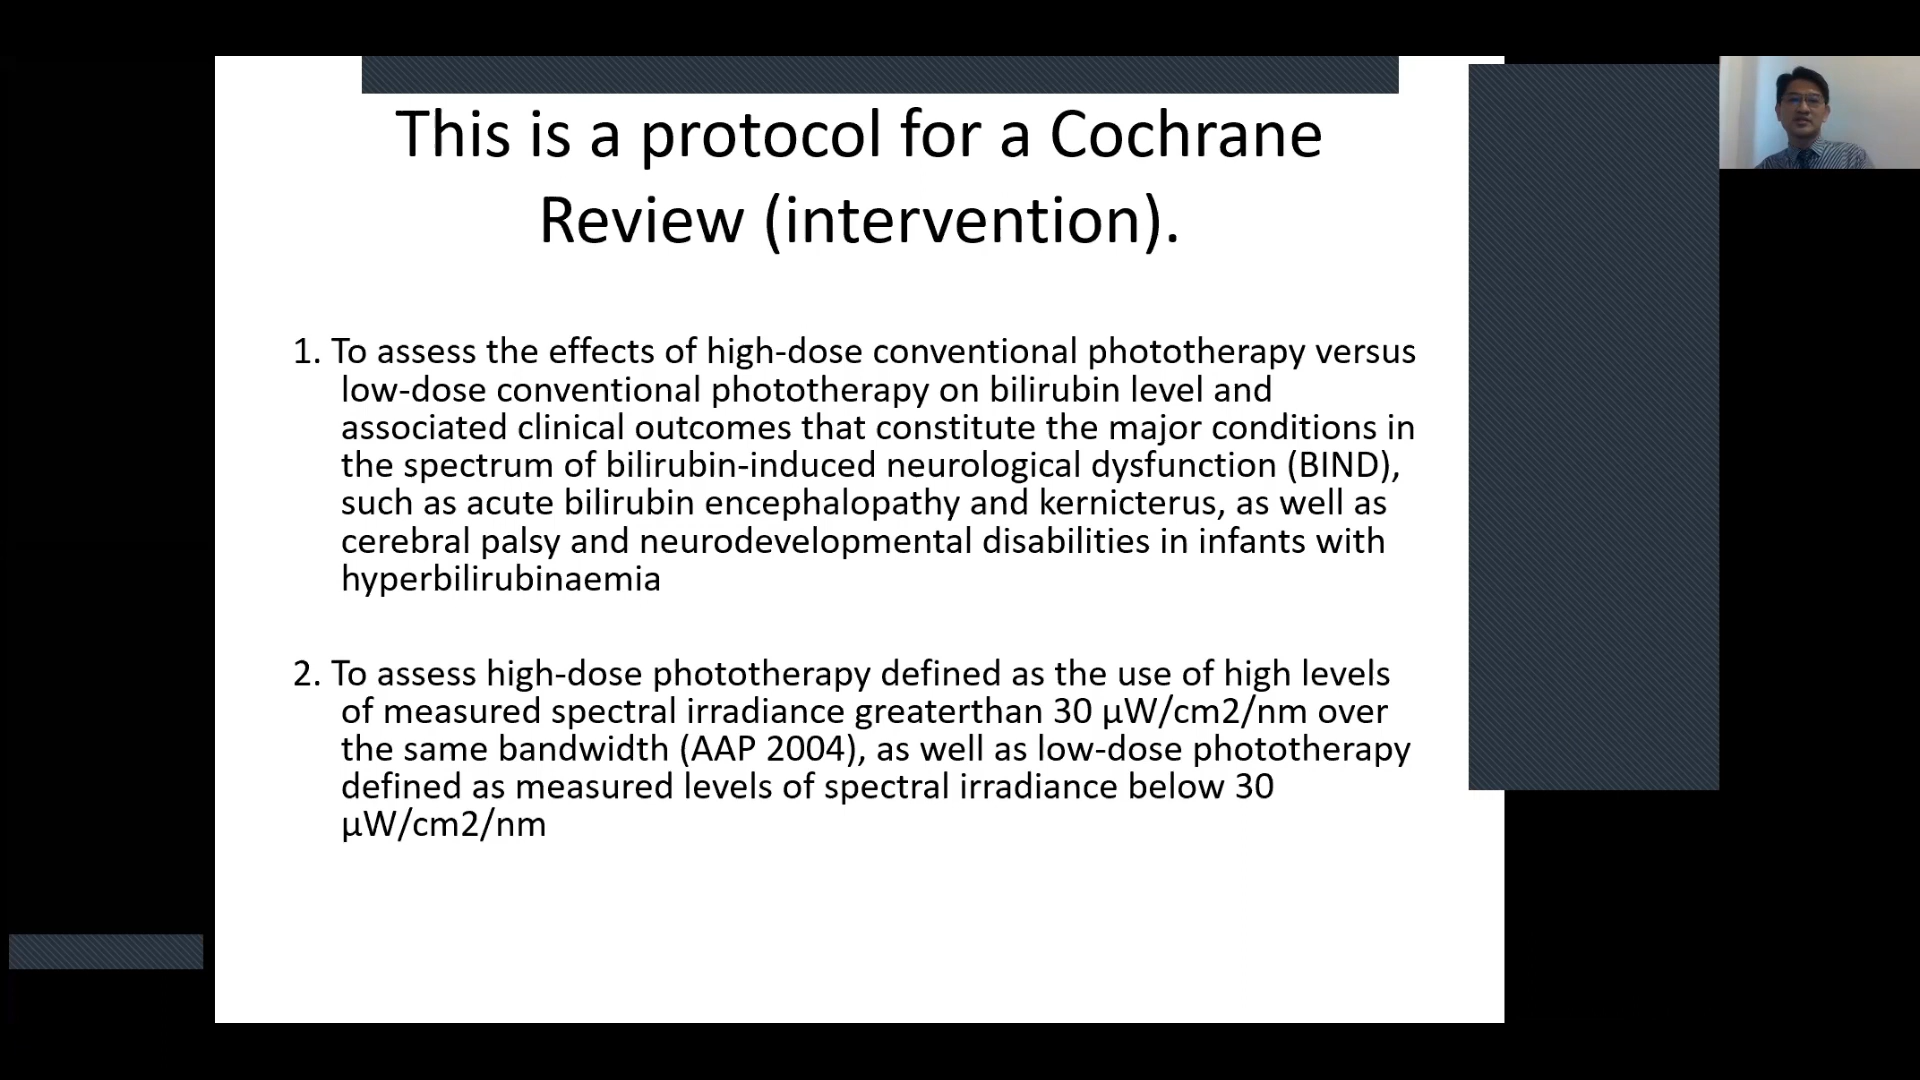 This is a protocol for a Cochrane
Review (intervention).
1. To assess the effects of high-dose conventional phototherapy versus
low-dose conventional phototherapy on bilirubin level and
associated clinical outcomes that constitute the major conditions in
the spectrum of bilirubin-induced neurological dysfunction (BIND),
such as acute bilirubin encephalopathy and kernicterus, as well as
cerebral palsy and neurodevelopmental disabilities in infants with
hyperbilirubinaemia
2. To assess high-dose phototherapy defined as the use of high levels
of measured spectral irradiance greaterthan 30 µW/cm2/nm over
the same bandwidth (AAP 2004), as well as low-dose phototherapy
defined as measured levels of spectral irradiance below 30
µW/cm2/nm